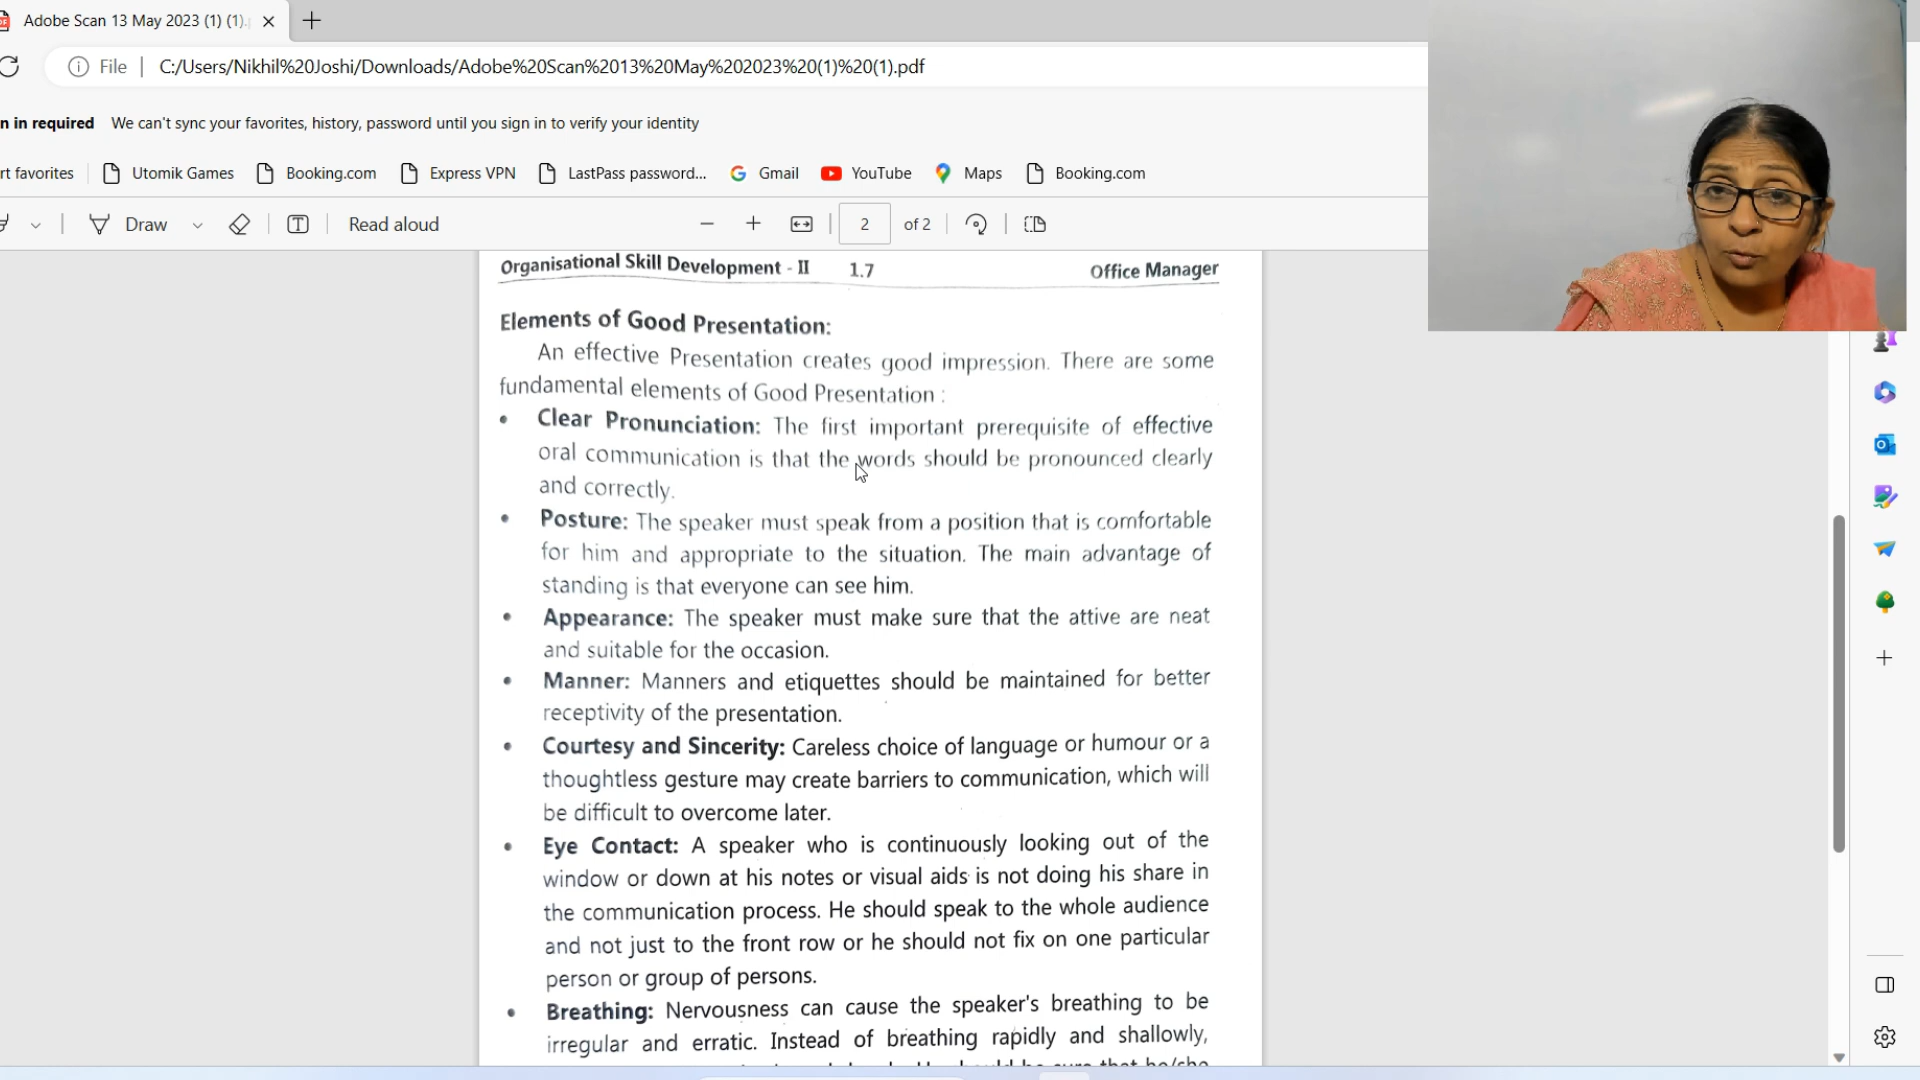 Adobe Scan 13 May 2023 (1) (1).
File C:/Users/Nikhil%20Joshi/Downloads/Adobe%20Scan%2013%20May%202023%20(1)%20(1).pdf
n in required We can't sync your favorites, history, password until you sign in to verify your identity
rt favorites Utomik Games Booking.com Express VPN LastPass password... Gmail YouTube Maps Booking.com
Draw Read aloud 2 of 2
Organisational Skill Development - II 1.7 Office Manager
Elements of Good Presentation:
An effective Presentation creates good impression. There are some
fundamental elements of Good Presentation :
• Clear Pronunciation: The first important prerequisite of effective
oral communication is that the words should be pronounced clearly
and correctly.
• Posture: The speaker must speak from a position that is comfortable
for him and appropriate to the situation. The main advantage of
standing is that everyone can see him.
• Appearance: The speaker must make sure that the attive are neat
and suitable for the occasion.
• Manner: Manners and etiquettes should be maintained for better
receptivity of the presentation.
• Courtesy and Sincerity: Careless choice of language or humour or a
thoughtless gesture may create barriers to communication, which will
be difficult to overcome later.
• Eye Contact: A speaker who is continuously looking out of the
window or down at his notes or visual aids is not doing his share in
the communication process. He should speak to the whole audience
and not just to the front row or he should not fix on one particular
person or group of persons.
• Breathing: Nervousness can cause the speaker's breathing to be
irregular and erratic. Instead of breathing rapidly and shallowly,